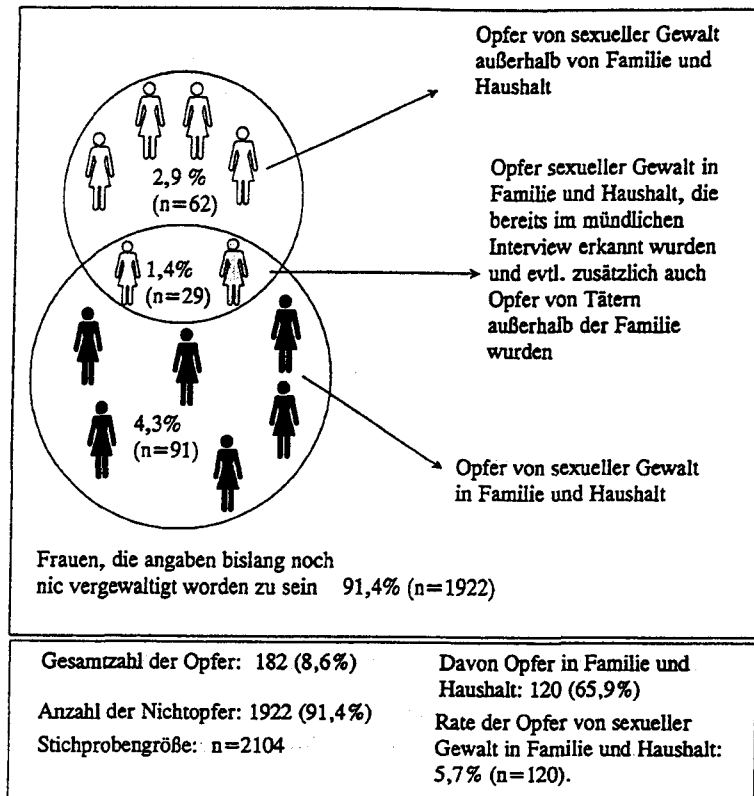 Opfer von sexueller Gewalt
außerhalb von Familie und
Haushalt
2,9 %
(n=62)
Opfer sexueller Gewalt in
Familie und Haushalt, die
bereits im mündlichen
Interview erkannt wurden
und evtl. zusätzlich auch
Opfer von Tätern
außerhalb der Familie
wurden
1,4%
(n=29)
4,3%
(n=91)
Opfer von sexueller Gewalt
in Familie und Haushalt
Frauen, die angaben bislang noch
nic vergewaltigt worden zu sein 91,4% (n=1922)
Gesamtzahl der Opfer: 182 (8,6%)
Anzahl der Nichtopfer: 1922 (91,4%)
Stichprobengröße: n=2104
Davon Opfer in Familie und
Haushalt: 120 (65,9%)
Rate der Opfer von sexueller
Gewalt in Familie und Haushalt:
5,7% (n=120).